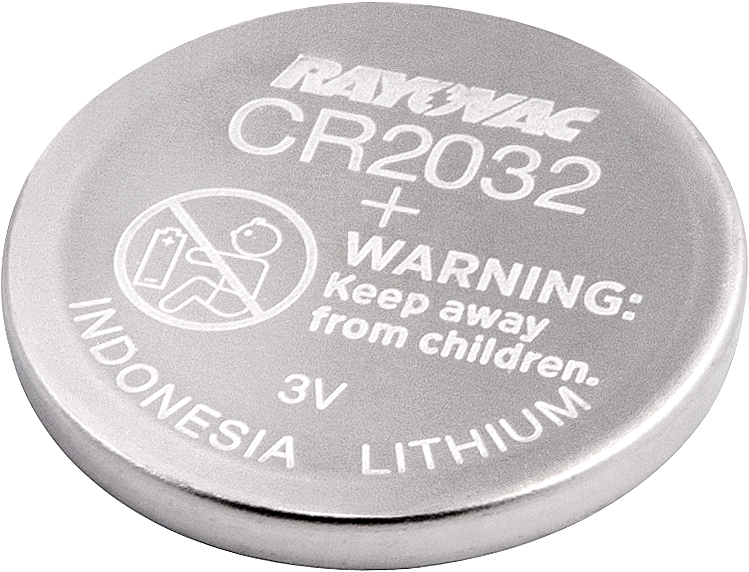 RAYOVAC
CR2032
+
WARNING:
Keep away
from children.
3V
INDONESIA LITHIUM